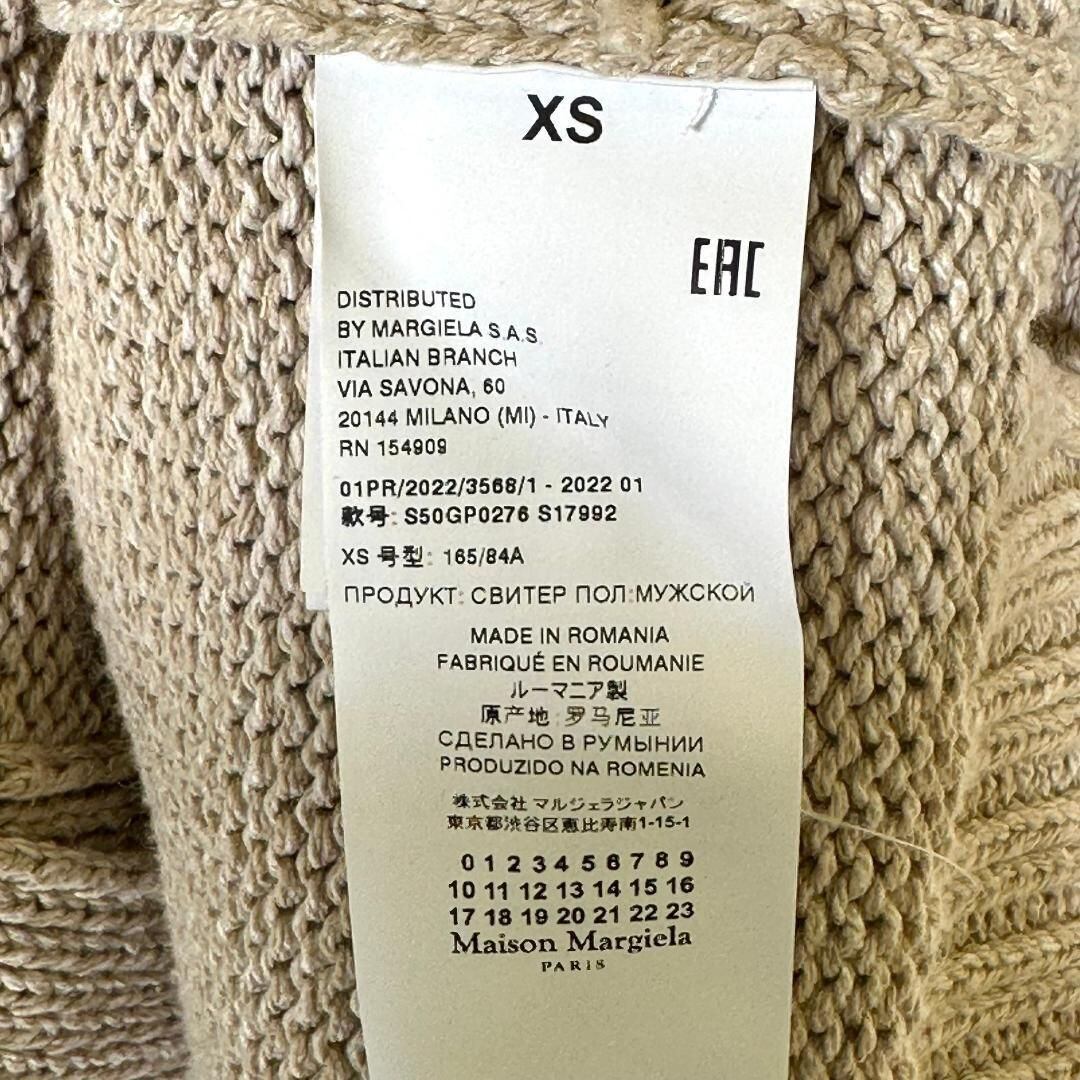 XS
EAC
DISTRIBUTED
BY MARGIELA S.A.S.
ITALIAN BRANCH
VIA SAVONA, 60
20144 MILANO (MI) - ITALY
RN 154909
01PR/2022/3568/1 - 2022 01
款号: S50GP0276 S17992
XS 号型: 165/84A
ПРОДУКТ: СВИТЕР ПОЛ:МУЖСКОЙ
MADE IN ROMANIA
FABRIQUÉ EN ROUMANIE
ルーマニア製
原产地:罗马尼亚
СДЕЛАНО В РУМЫНИИ
PRODUZIDO NA ROMENIA
株式会社 マルジェラジャパン
東京都渋谷区恵比寿南1-15-1
0 1 2 3 4 5 6 7 8 9
10 11 12 13 14 15 16
17 18 19 20 21 22 23
Maison Margiela
PARIS